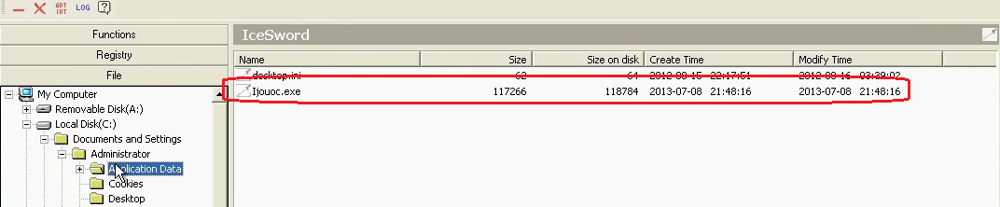 GDT
IDT LOG
Functions
Registry
File
My Computer
Removable Disk(A:)
Local Disk(C:)
Documents and Settings
Administrator
Application Data
Cookies
Desktop
IceSword
Name Size Size on disk Create Time Modify Time
desktop.ini 62 64 2012-08-15 22:17:51 2012-08-16 03:39:02
Ijouoc.exe 117266 118784 2013-07-08 21:48:16 2013-07-08 21:48:16